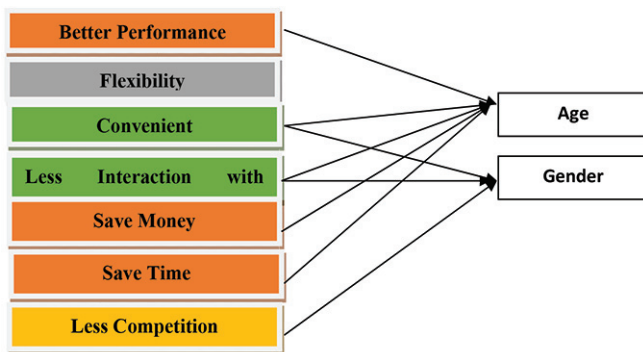 Better Performance
Flexibility
Convenient
Less Interaction with
Save Money
Save Time
Less Competition
Age
Gender